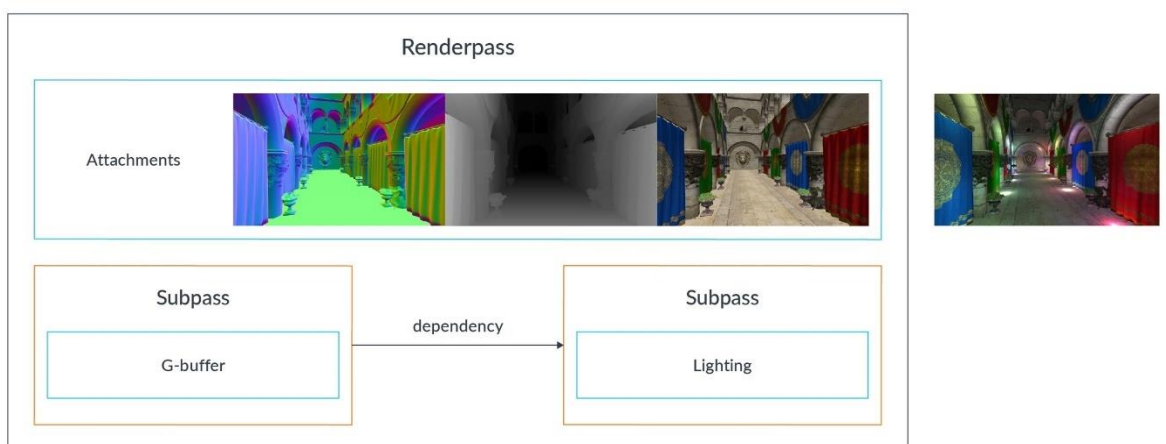 Renderpass
Attachments
Subpass
Subpass
dependency
G-buffer
Lighting